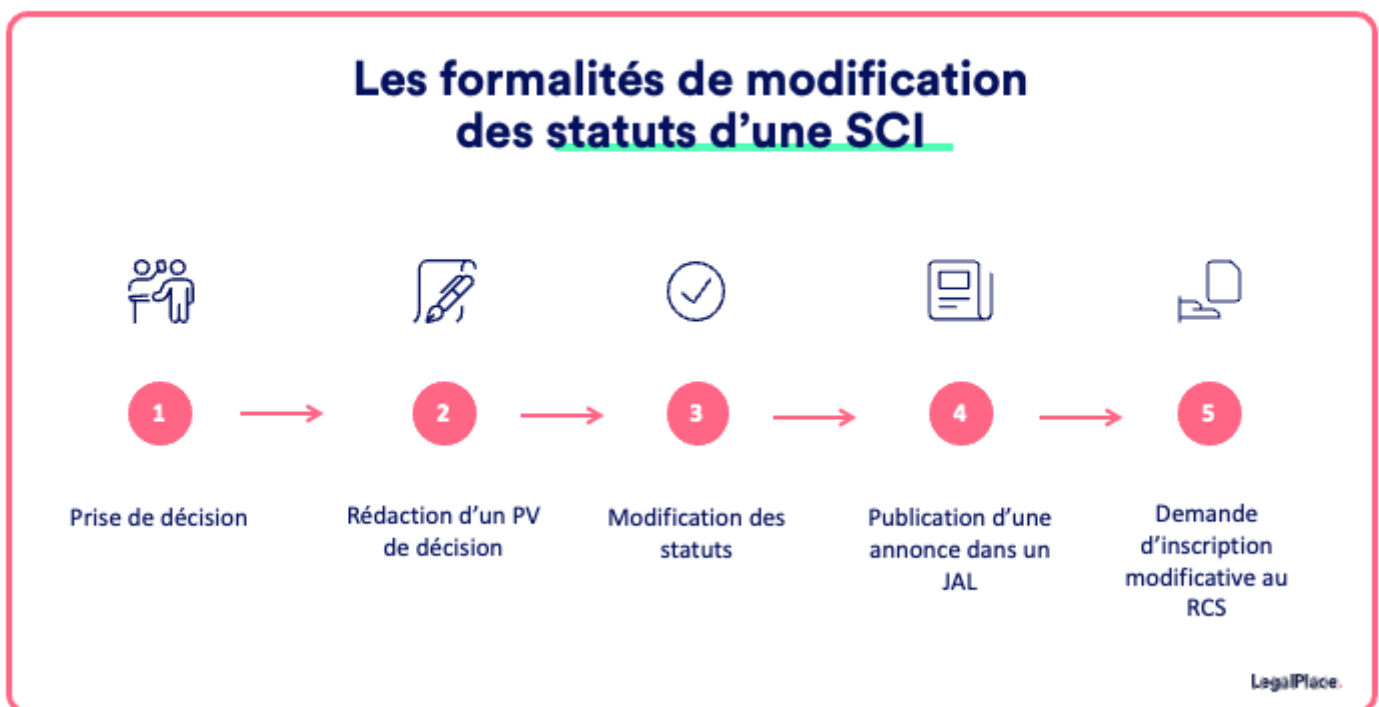 Les formalités de modification
des statuts d’une SCI
1
2
3
4
5
Prise de décision
Rédaction d’un PV
de décision
Modification des
statuts
Publication d’une
annonce dans un
JAL
Demande
d’inscription
modificative au
RCS
LegalPlace.